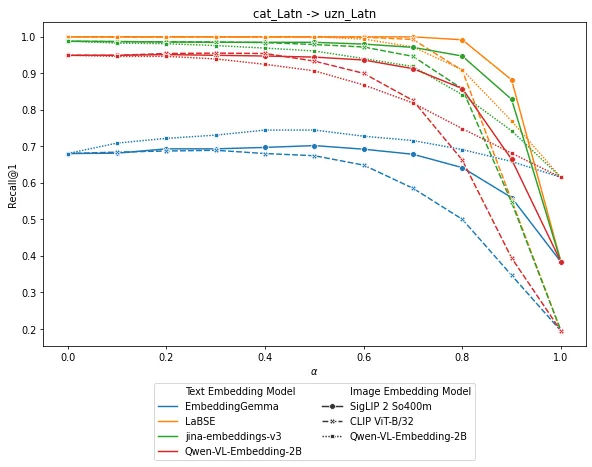 cat_Latn -> uzn_Latn
Recall@1
1.0
0.9
0.8
0.7
0.6
0.5
0.4
0.3
0.2
0.0 0.2 0.4 0.6 0.8 1.0
α
Text Embedding Model
EmbeddingGemma
LaBSE
jina-embeddings-v3
Qwen-VL-Embedding-2B
Image Embedding Model
SigLIP 2 So400m
CLIP ViT-B/32
Qwen-VL-Embedding-2B